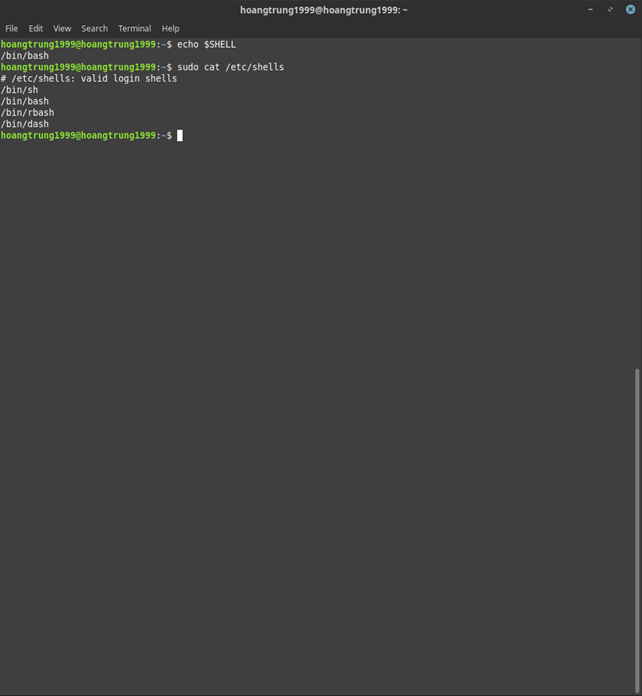 hoangtrung1999@hoangtrung1999: ~
File Edit View Search Terminal Help
hoangtrung1999@hoangtrung1999:~$ echo $SHELL
/bin/bash
hoangtrung1999@hoangtrung1999:~$ sudo cat /etc/shells
# /etc/shells: valid login shells
/bin/sh
/bin/bash
/bin/rbash
/bin/dash
hoangtrung1999@hoangtrung1999:~$